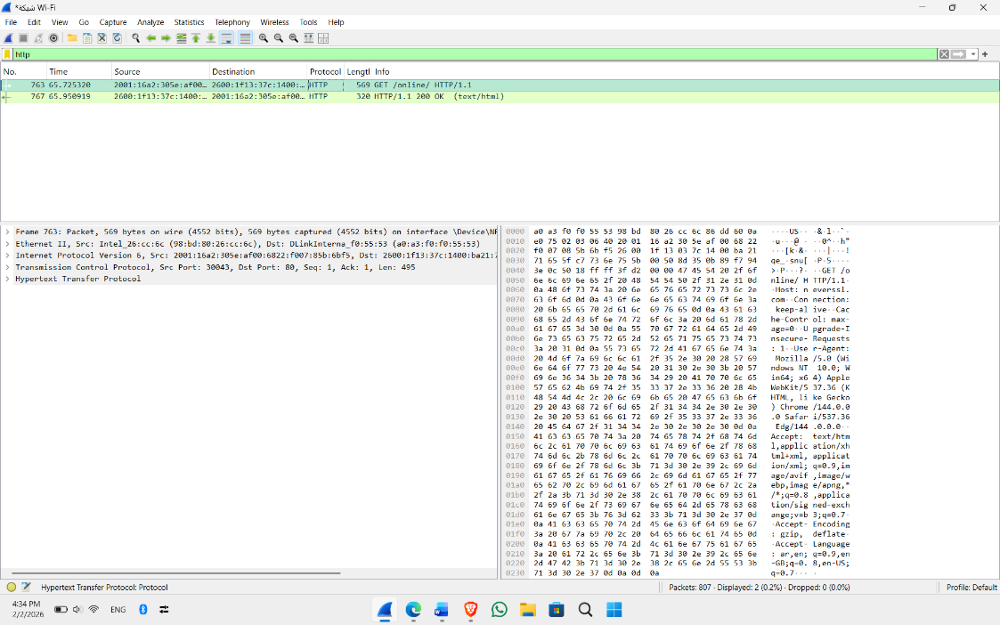 *شبكة Wi-Fi
File Edit View Go Capture Analyze Statistics Telephony Wireless Tools Help
http
No. Time Source Destination Protocol Lengtl Info
763 65.725320 2001:16a2:305e:af00… 2600:1f13:37c:1400:… HTTP 569 GET /online/ HTTP/1.1
767 65.950919 2600:1f13:37c:1400:… 2001:16a2:305e:af00… HTTP 320 HTTP/1.1 200 OK (text/html)
Frame 763: Packet, 569 bytes on wire (4552 bits), 569 bytes captured (4552 bits) on interface \Device\NF
Ethernet II, Src: Intel_26:cc:6c (98:bd:80:26:cc:6c), Dst: DLinkInterna_f0:55:53 (a0:a3:f0:f0:55:53)
Internet Protocol Version 6, Src: 2001:16a2:305e:af00:6822:f007:85b:6bf5, Dst: 2600:1f13:37c:1400:ba21:7
Transmission Control Protocol, Src Port: 30043, Dst Port: 80, Seq: 1, Ack: 1, Len: 495
Hypertext Transfer Protocol
0000 a0 a3 f0 f0 55 53 98 bd 80 26 cc 6c 86 dd 60 0a ····US·· ·&·l··`·
0010 e0 75 02 03 06 40 20 01 16 a2 30 5e af 00 68 22 ·u···@ · ··0^··h"
0020 f0 07 08 5b 6b f5 26 00 1f 13 03 7c 14 00 ba 21 ···[k·&· ···|···!
0030 71 65 5f c7 73 6e 75 5b 00 50 8d 35 0b 89 f7 94 qe_·snu[ ·P·5····
0040 3e 0c 50 18 ff ff 3f d2 00 00 47 45 54 20 2f 6f >·P···?· ··GET /o
0050 6e 6c 69 6e 65 2f 20 48 54 54 50 2f 31 2e 31 0d nline/ H TTP/1.1·
0060 0a 48 6f 73 74 3a 20 6e 65 76 65 72 73 73 6c 2e ·Host: n everssl.
0070 63 6f 6d 0d 0a 43 6f 6e 6e 65 63 74 69 6f 6e 3a com··Con nection:
0080 20 6b 65 65 70 2d 61 6c 69 76 65 0d 0a 43 61 63 keep-al ive··Cac
0090 68 65 2d 43 6f 6e 74 72 6f 6c 3a 20 6d 61 78 2d he-Contr ol: max-
00a0 61 67 65 3d 30 0d 0a 55 70 67 72 61 64 65 2d 49 age=0··U pgrade-I
00b0 6e 73 65 63 75 72 65 2d 52 65 71 75 65 73 74 73 nsecure- Requests
00c0 3a 20 31 0d 0a 55 73 65 72 2d 41 67 65 6e 74 3a : 1··Use r-Agent:
00d0 20 4d 6f 7a 69 6c 6c 61 2f 35 2e 30 20 28 57 69 Mozilla /5.0 (Wi
00e0 6e 64 6f 77 73 20 4e 54 20 31 30 2e 30 3b 20 57 ndows NT 10.0; W
00f0 69 6e 36 34 3b 20 78 36 34 29 20 41 70 70 6c 65 in64; x6 4) Apple
0100 57 65 62 4b 69 74 2f 35 33 37 2e 33 36 20 28 4b WebKit/5 37.36 (K
0110 48 54 4d 4c 2c 20 6c 69 6b 65 20 47 65 63 6b 6f HTML, li ke Gecko
0120 29 20 43 68 72 6f 6d 65 2f 31 34 34 2e 30 2e 30 ) Chrome /144.0.0
0130 2e 30 20 53 61 66 61 72 69 2f 35 33 37 2e 33 36 .0 Safar i/537.36
0140 20 45 64 67 2f 31 34 34 2e 30 2e 30 2e 30 0d 0a Edg/144 .0.0.0··
0150 41 63 63 65 70 74 3a 20 74 65 78 74 2f 68 74 6d Accept: text/htm
0160 6c 2c 61 70 70 6c 69 63 61 74 69 6f 6e 2f 78 68 l,applic ation/xh
0170 74 6d 6c 2b 78 6d 6c 2c 61 70 70 6c 69 63 61 74 tml+xml, applicat
0180 69 6f 6e 2f 78 6d 6c 3b 71 3d 30 2e 39 2c 69 6d ion/xml; q=0.9,im
0190 61 67 65 2f 61 76 69 66 2c 69 6d 61 67 65 2f 77 age/avif ,image/w
01a0 65 62 70 2c 69 6d 61 67 65 2f 61 70 6e 67 2c 2a ebp,imag e/apng,*
01b0 2f 2a 3b 71 3d 30 2e 38 2c 61 70 70 6c 69 63 61 /*;q=0.8 ,applica
01c0 74 69 6f 6e 2f 73 69 67 6e 65 64 2d 65 78 63 68 tion/sig ned-exch
01d0 61 6e 67 65 3b 76 3d 62 33 3b 71 3d 30 2e 37 0d ange;v=b 3;q=0.7·
01e0 0a 41 63 63 65 70 74 2d 45 6e 63 6f 64 69 6e 67 ·Accept- Encoding
01f0 3a 20 67 7a 69 70 2c 20 64 65 66 6c 61 74 65 0d : gzip, deflate·
0200 0a 41 63 63 65 70 74 2d 4c 61 6e 67 75 61 67 65 ·Accept- Language
0210 3a 20 61 72 2c 65 6e 3b 71 3d 30 2e 39 2c 65 6e : ar,en; q=0.9,en
0220 2d 47 42 3b 71 3d 30 2e 38 2c 65 6e 2d 55 53 3b -GB;q=0. 8,en-US;
0230 71 3d 30 2e 37 0d 0a 0d 0a q=0.7··· ·
Hypertext Transfer Protocol: Protocol
Packets: 807 · Displayed: 2 (0.2%) · Dropped: 0 (0.0%)
Profile: Default
4:34 PM
2/2/2026
ENG